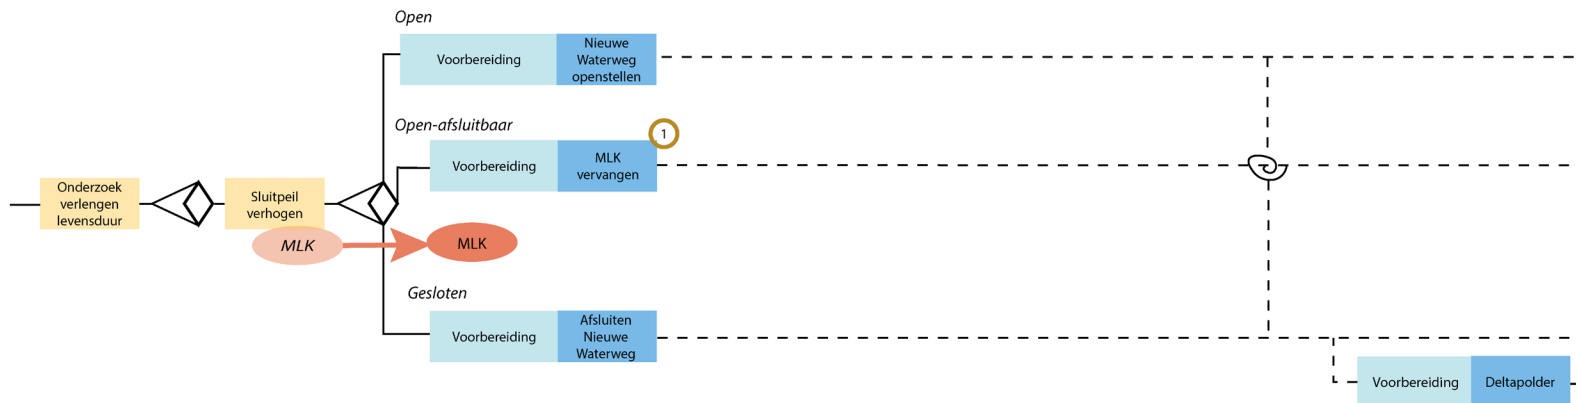 Open
Voorbereiding
Nieuwe
Waterweg
openstellen
Open-afsluitbaar
1
Voorbereiding
MLK
vervangen
Onderzoek
verlengen
levensduur
Sluitpeil
verhogen
MLK
MLK
Gesloten
Voorbereiding
Afsluiten
Nieuwe
Waterweg
Voorbereiding
Deltapolder